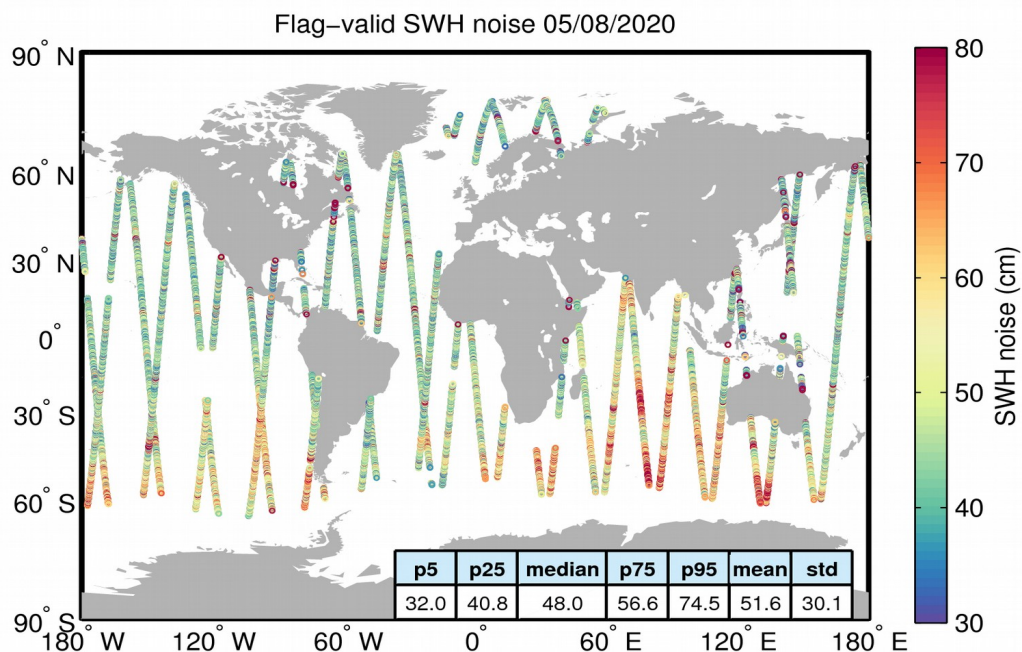 Flag−valid SWH noise 05/08/2020
90° N
60° N
30° N
0°
30° S
60° S
90° S
180° W
120° W
60° W
0°
60° E
120° E
180° E
p5 p25 median p75 p95 mean std
32.0 40.8 48.0 56.6 74.5 51.6 30.1
80
70
60
50
40
30
SWH noise (cm)